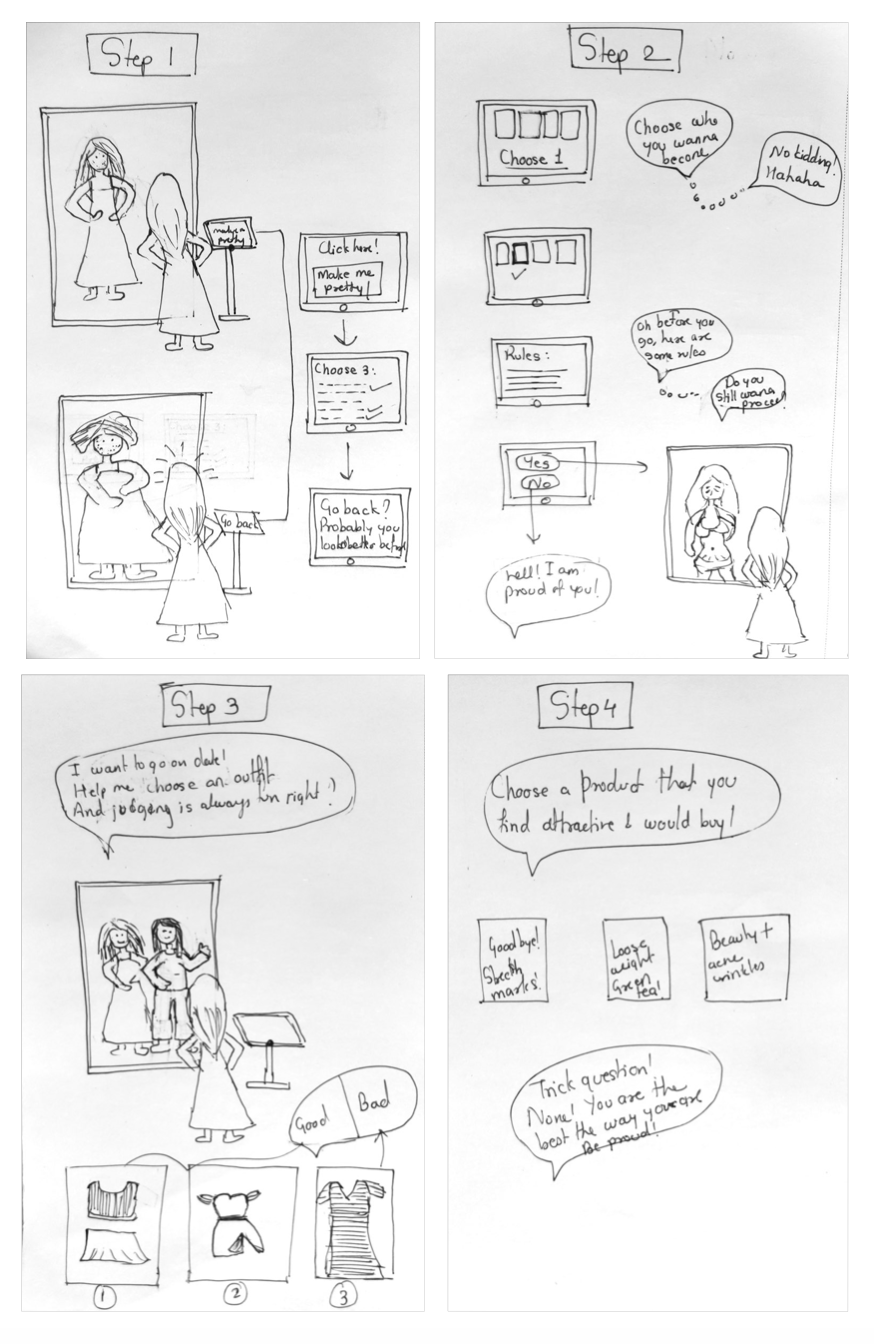 Step 1
make me
pretty
Click here!
Make me
pretty!
Choose 3:
Go back
Go back?
Probably you
looked better before
Step 2
Choose 1
Choose who
you wanna
become
No kidding!
Hahaha
Rules:
Oh before you
go, here are
some rules
Do you
still wanna
proceed?
Yes
No
well! I am
proud of you!
Step 3
I want to go on date!
Help me choose an outfit
And judging is always fun right?
Good
Bad
1
2
3
Step 4
Choose a product that you
find attractive & would buy!
Goodbye!
Stretch
marks!
Loose
weight
Green
tea!
Beauty +
acne
wrinkles
Trick question!
None! You are the
best the way you are
Be proud!